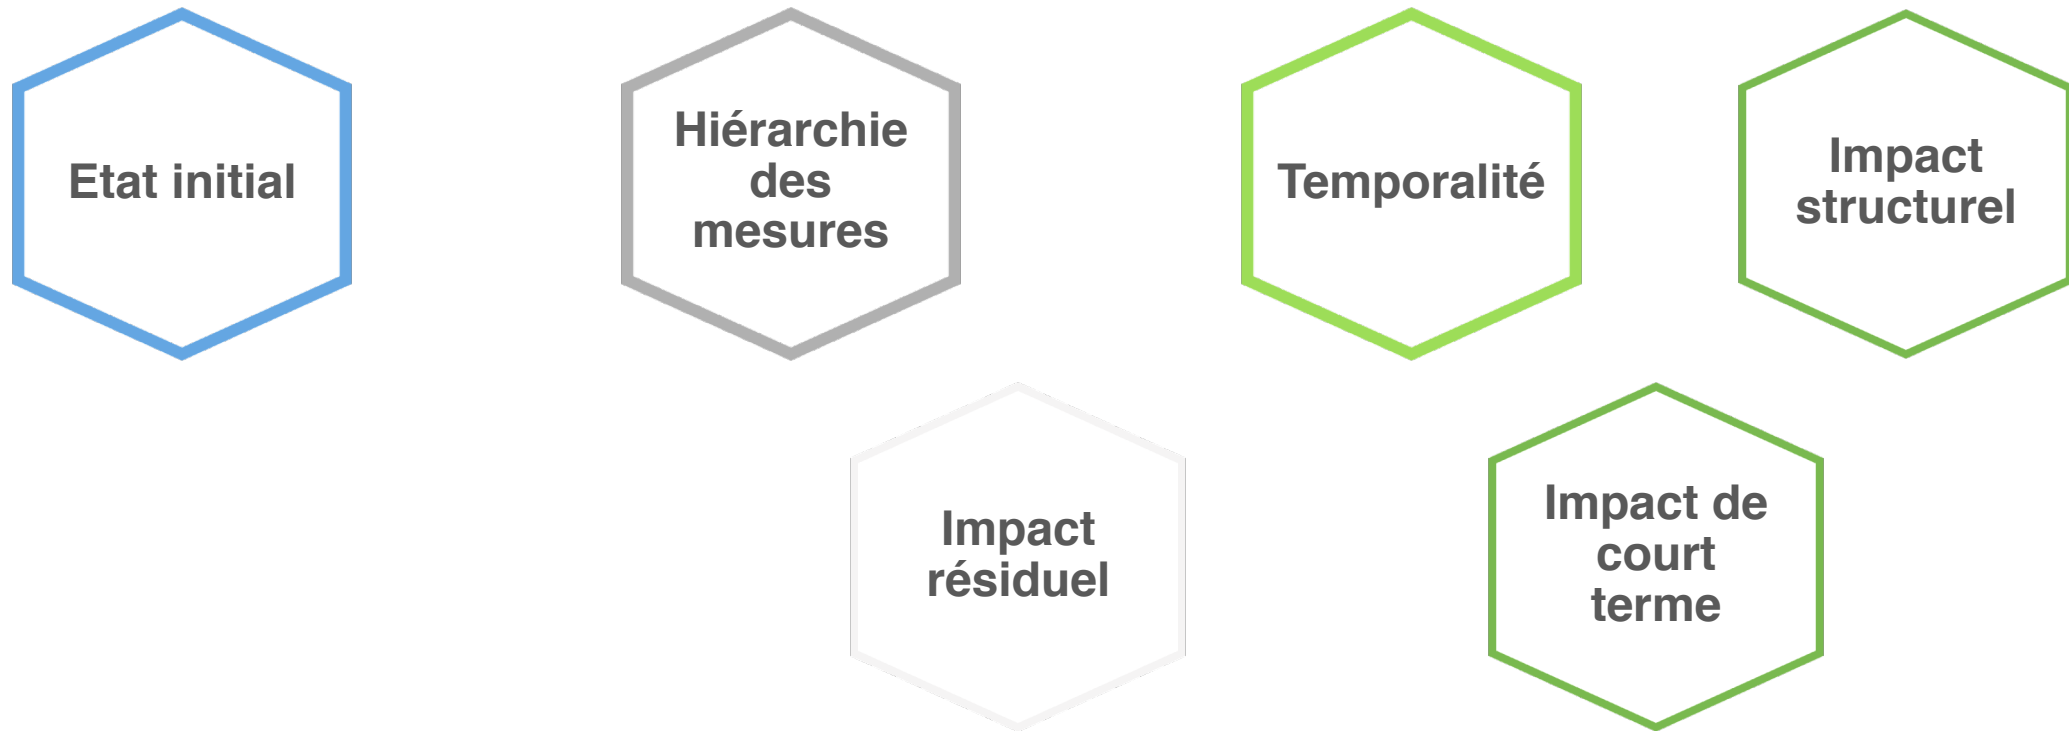 Etat initial
Hiérarchie
des
mesures
Temporalité
Impact
structurel
Impact
résiduel
Impact de
court
terme